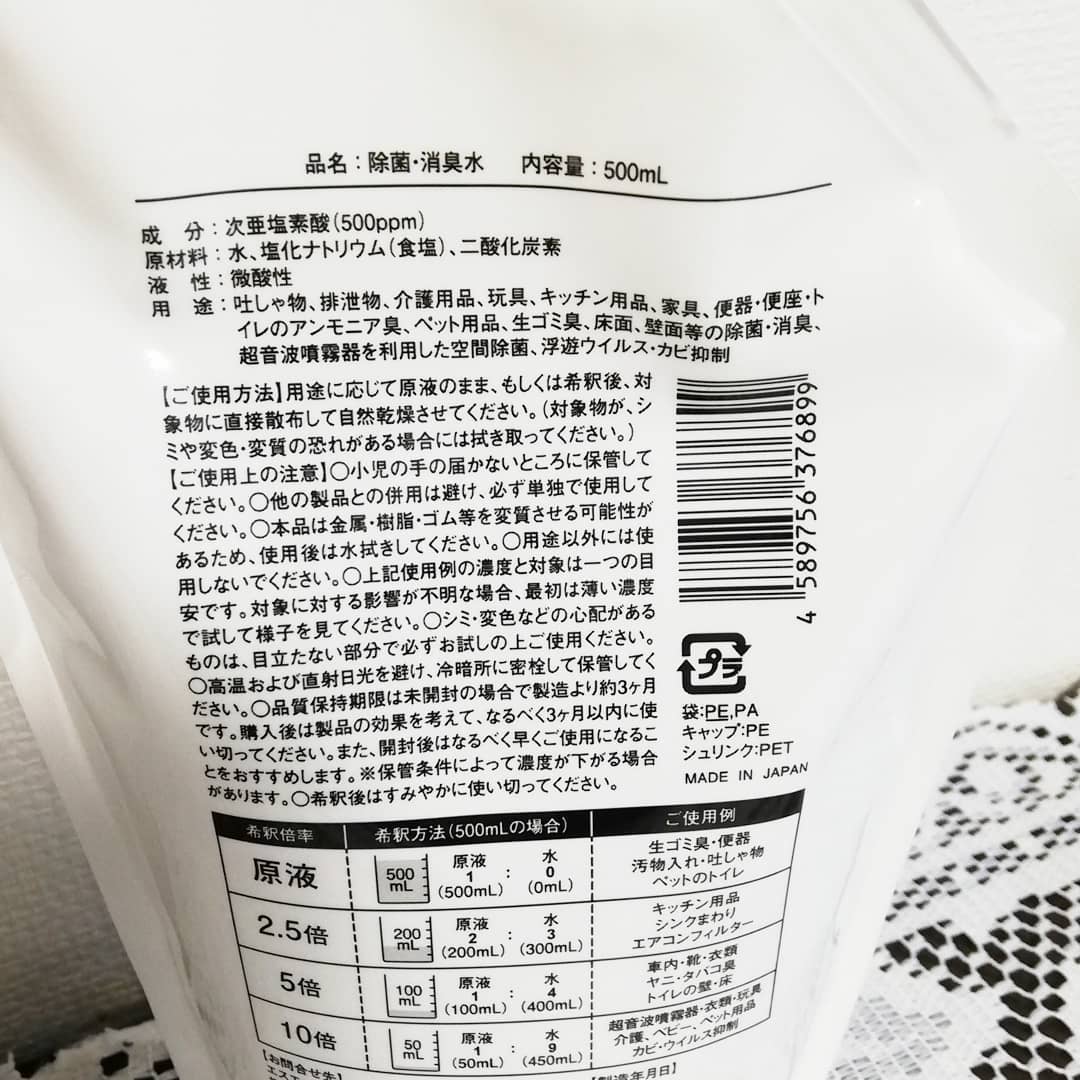 品名：除菌・消臭水 内容量：500mL
成 分：次亜塩素酸(500ppm)
原材料：水、塩化ナトリウム(食塩)、二酸化炭素
液 性：微酸性
用 途：吐しゃ物、排泄物、介護用品、玩具、キッチン用品、家具、便器・便座・ト
イレのアンモニア臭、ペット用品、生ゴミ臭、床面、壁面等の除菌・消臭、
超音波噴霧器を利用した空間除菌、浮遊ウイルス・カビ抑制
【ご使用方法】用途に応じて原液のまま、もしくは希釈後、対
象物に直接散布して自然乾燥させてください。(対象物が、シ
ミや変色・変質の恐れがある場合には拭き取ってください。)
【ご使用上の注意】〇小児の手の届かないところに保管して
ください。〇他の製品との併用は避け、必ず単独で使用して
ください。〇本品は金属・樹脂・ゴム等を変質させる可能性が
あるため、使用後は水拭きしてください。〇用途以外には使
用しないでください。〇上記使用例の濃度と対象は一つの目
安です。対象に対する影響が不明な場合、最初は薄い濃度
で試して様子を見てください。〇シミ・変色などの心配がある
ものは、目立たない部分で必ずお試しの上ご使用ください。
〇高温および直射日光を避け、冷暗所に密栓して保管してく
ださい。〇品質保持期限は未開封の場合で製造より約3ヶ月
です。購入後は製品の効果を考えて、なるべく3ヶ月以内に使
い切ってください。また、開封後はなるべく早くご使用になるこ
とをおすすめします。※保管条件によって濃度が下がる場合
があります。〇希釈後はすみやかに使い切ってください。
4 589756 376899
プラ
袋:PE,PA
キャップ:PE
シュリンク:PET
MADE IN JAPAN
希釈倍率 希釈方法(500mLの場合) ご使用例
原液
500
mL
原液 水
1 : 0
(500mL) (0mL)
生ゴミ臭・便器
汚物入れ・吐しゃ物
ペットのトイレ
2.5倍
200
mL
原液 水
2 : 3
(200mL) (300mL)
キッチン用品
シンクまわり
エアコンフィルター
5倍
100
mL
原液 水
1 : 4
(100mL) (400mL)
車内・靴・衣類
ヤニ・タバコ臭
トイレの壁・床
10倍
50
mL
原液 水
1 : 9
(50mL) (450mL)
超音波噴霧器・衣類・玩具
介護、ベビー、ペット用品
カビ・ウイルス抑制
【お問合せ先】
【製造年月日】